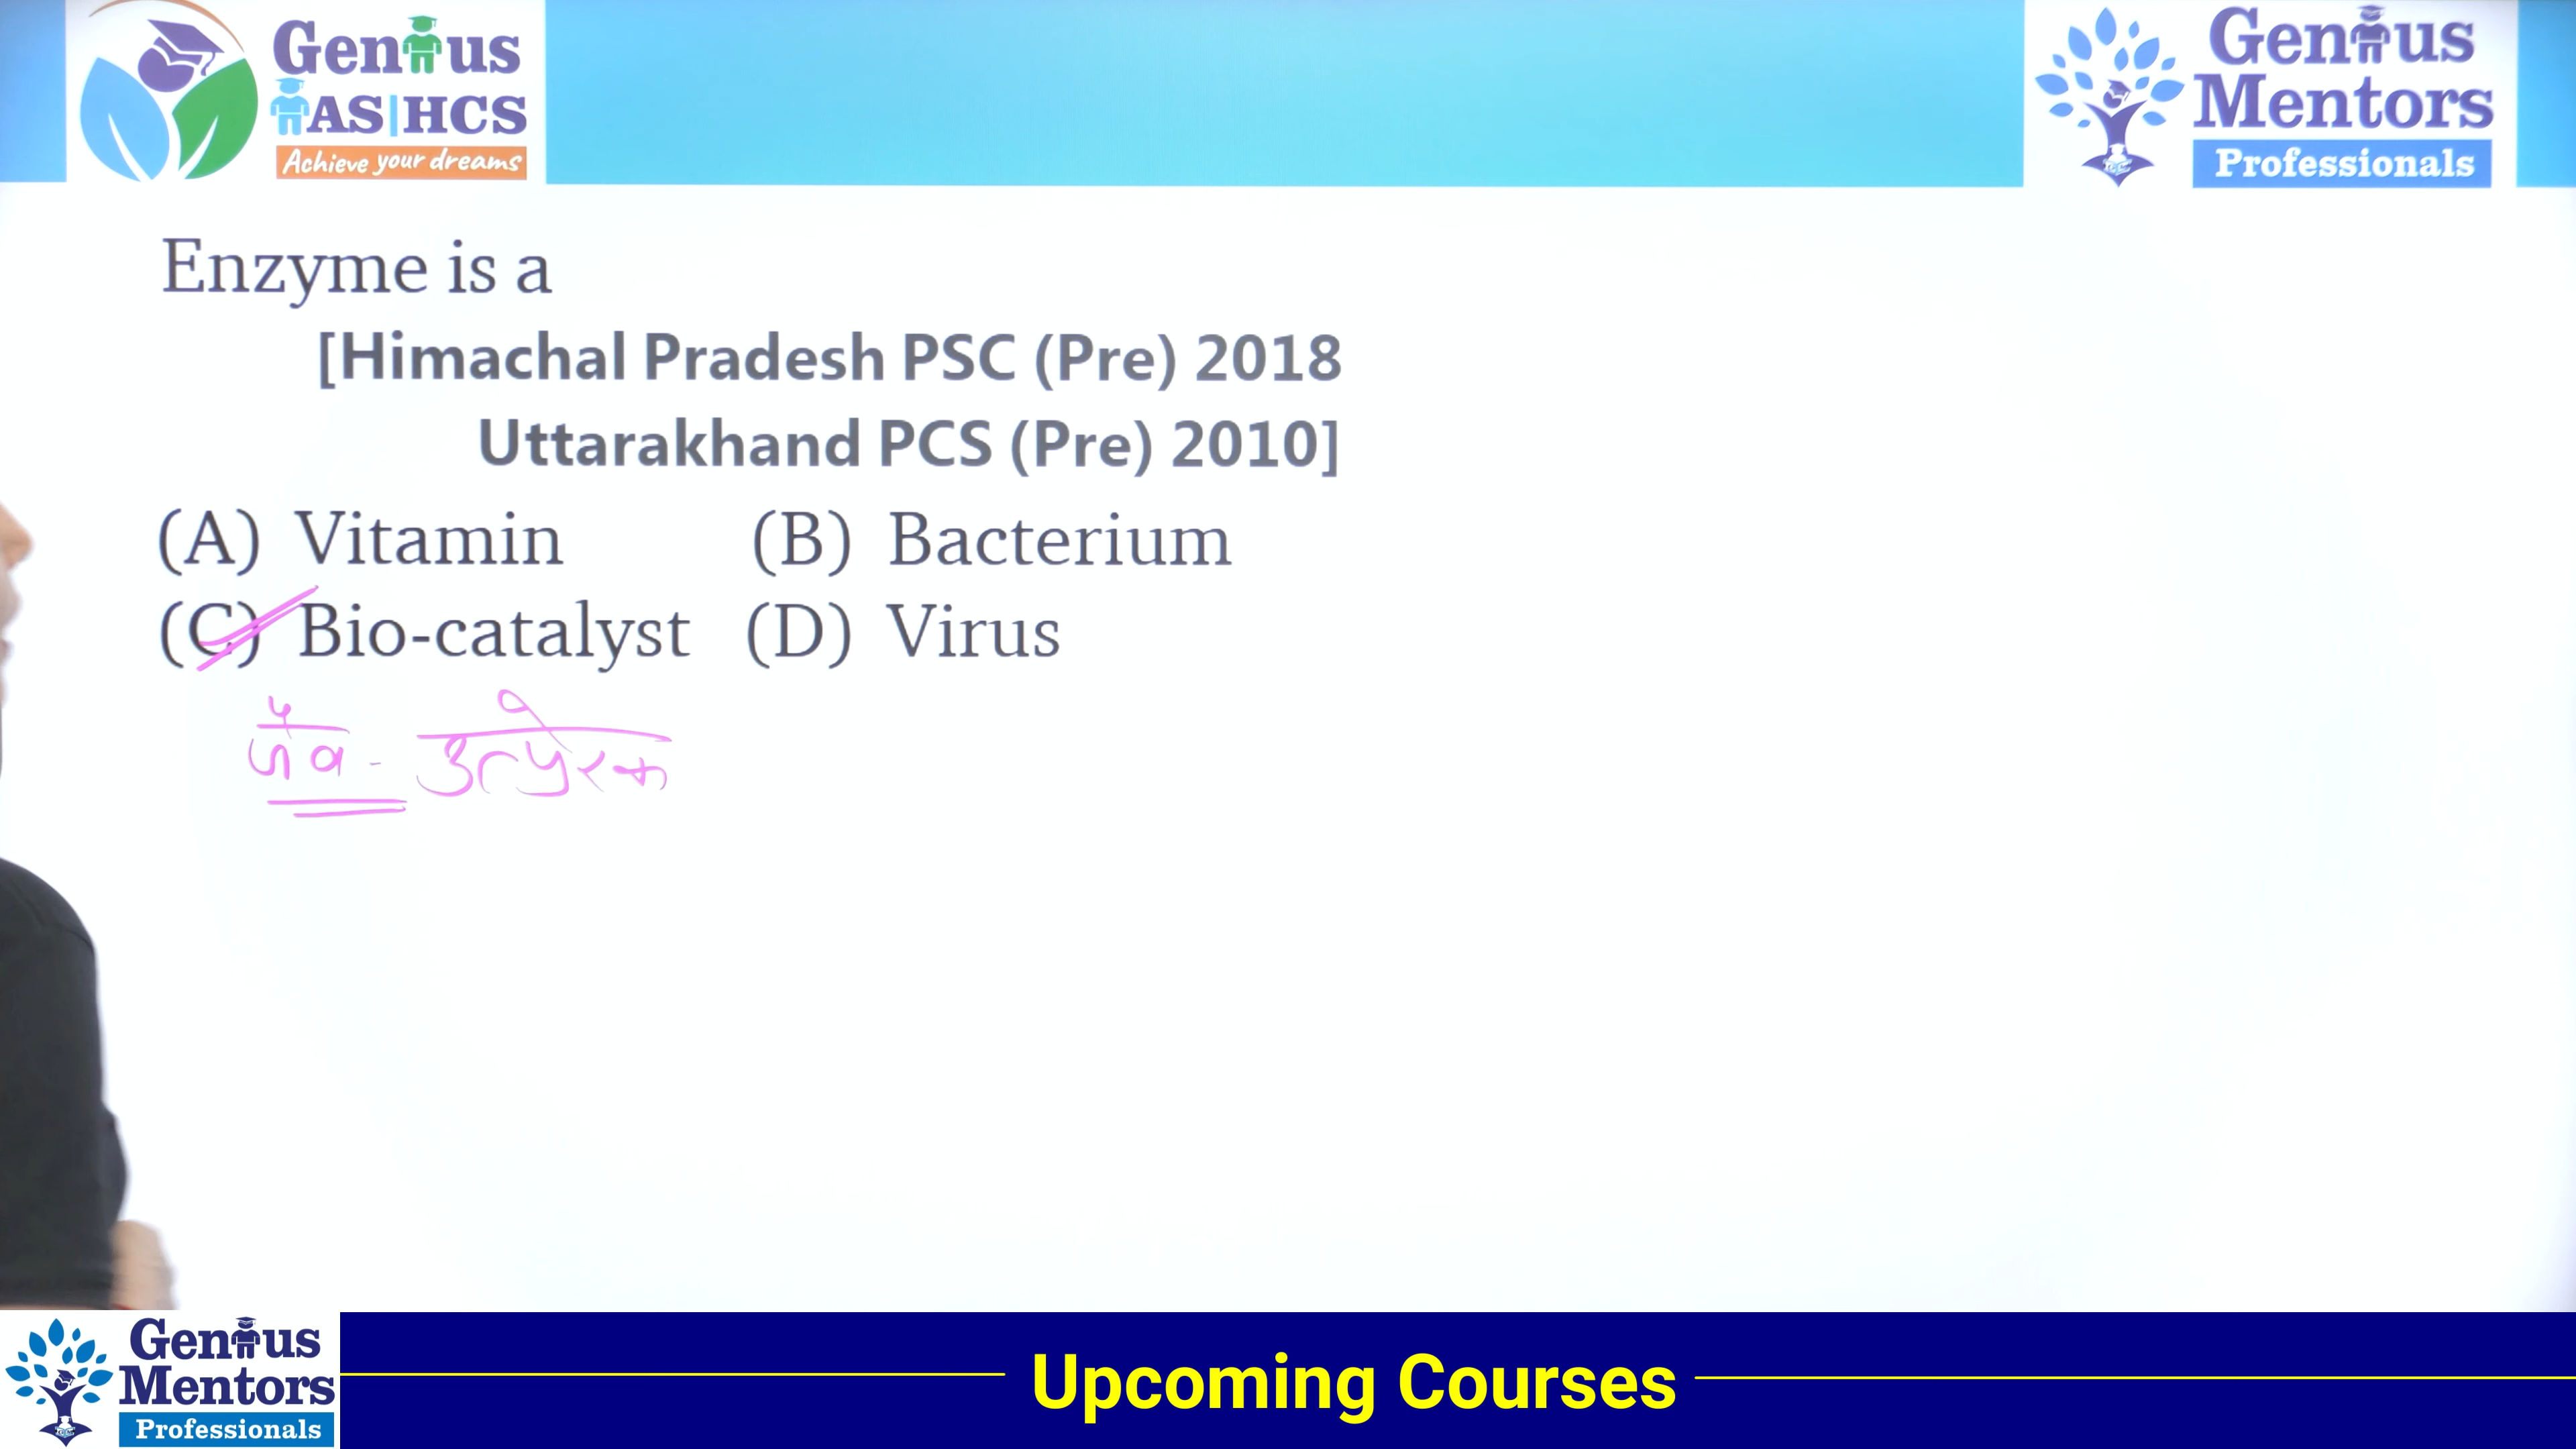 Genius
IAS|HCS
Achieve your dreams
Genius
Mentors
Professionals
Enzyme is a
[Himachal Pradesh PSC (Pre) 2018
Uttarakhand PCS (Pre) 2010]
(A) Vitamin (B) Bacterium
(C) Bio-catalyst (D) Virus
जैव - उत्प्रेरक
Genius
Mentors
Professionals
Upcoming Courses